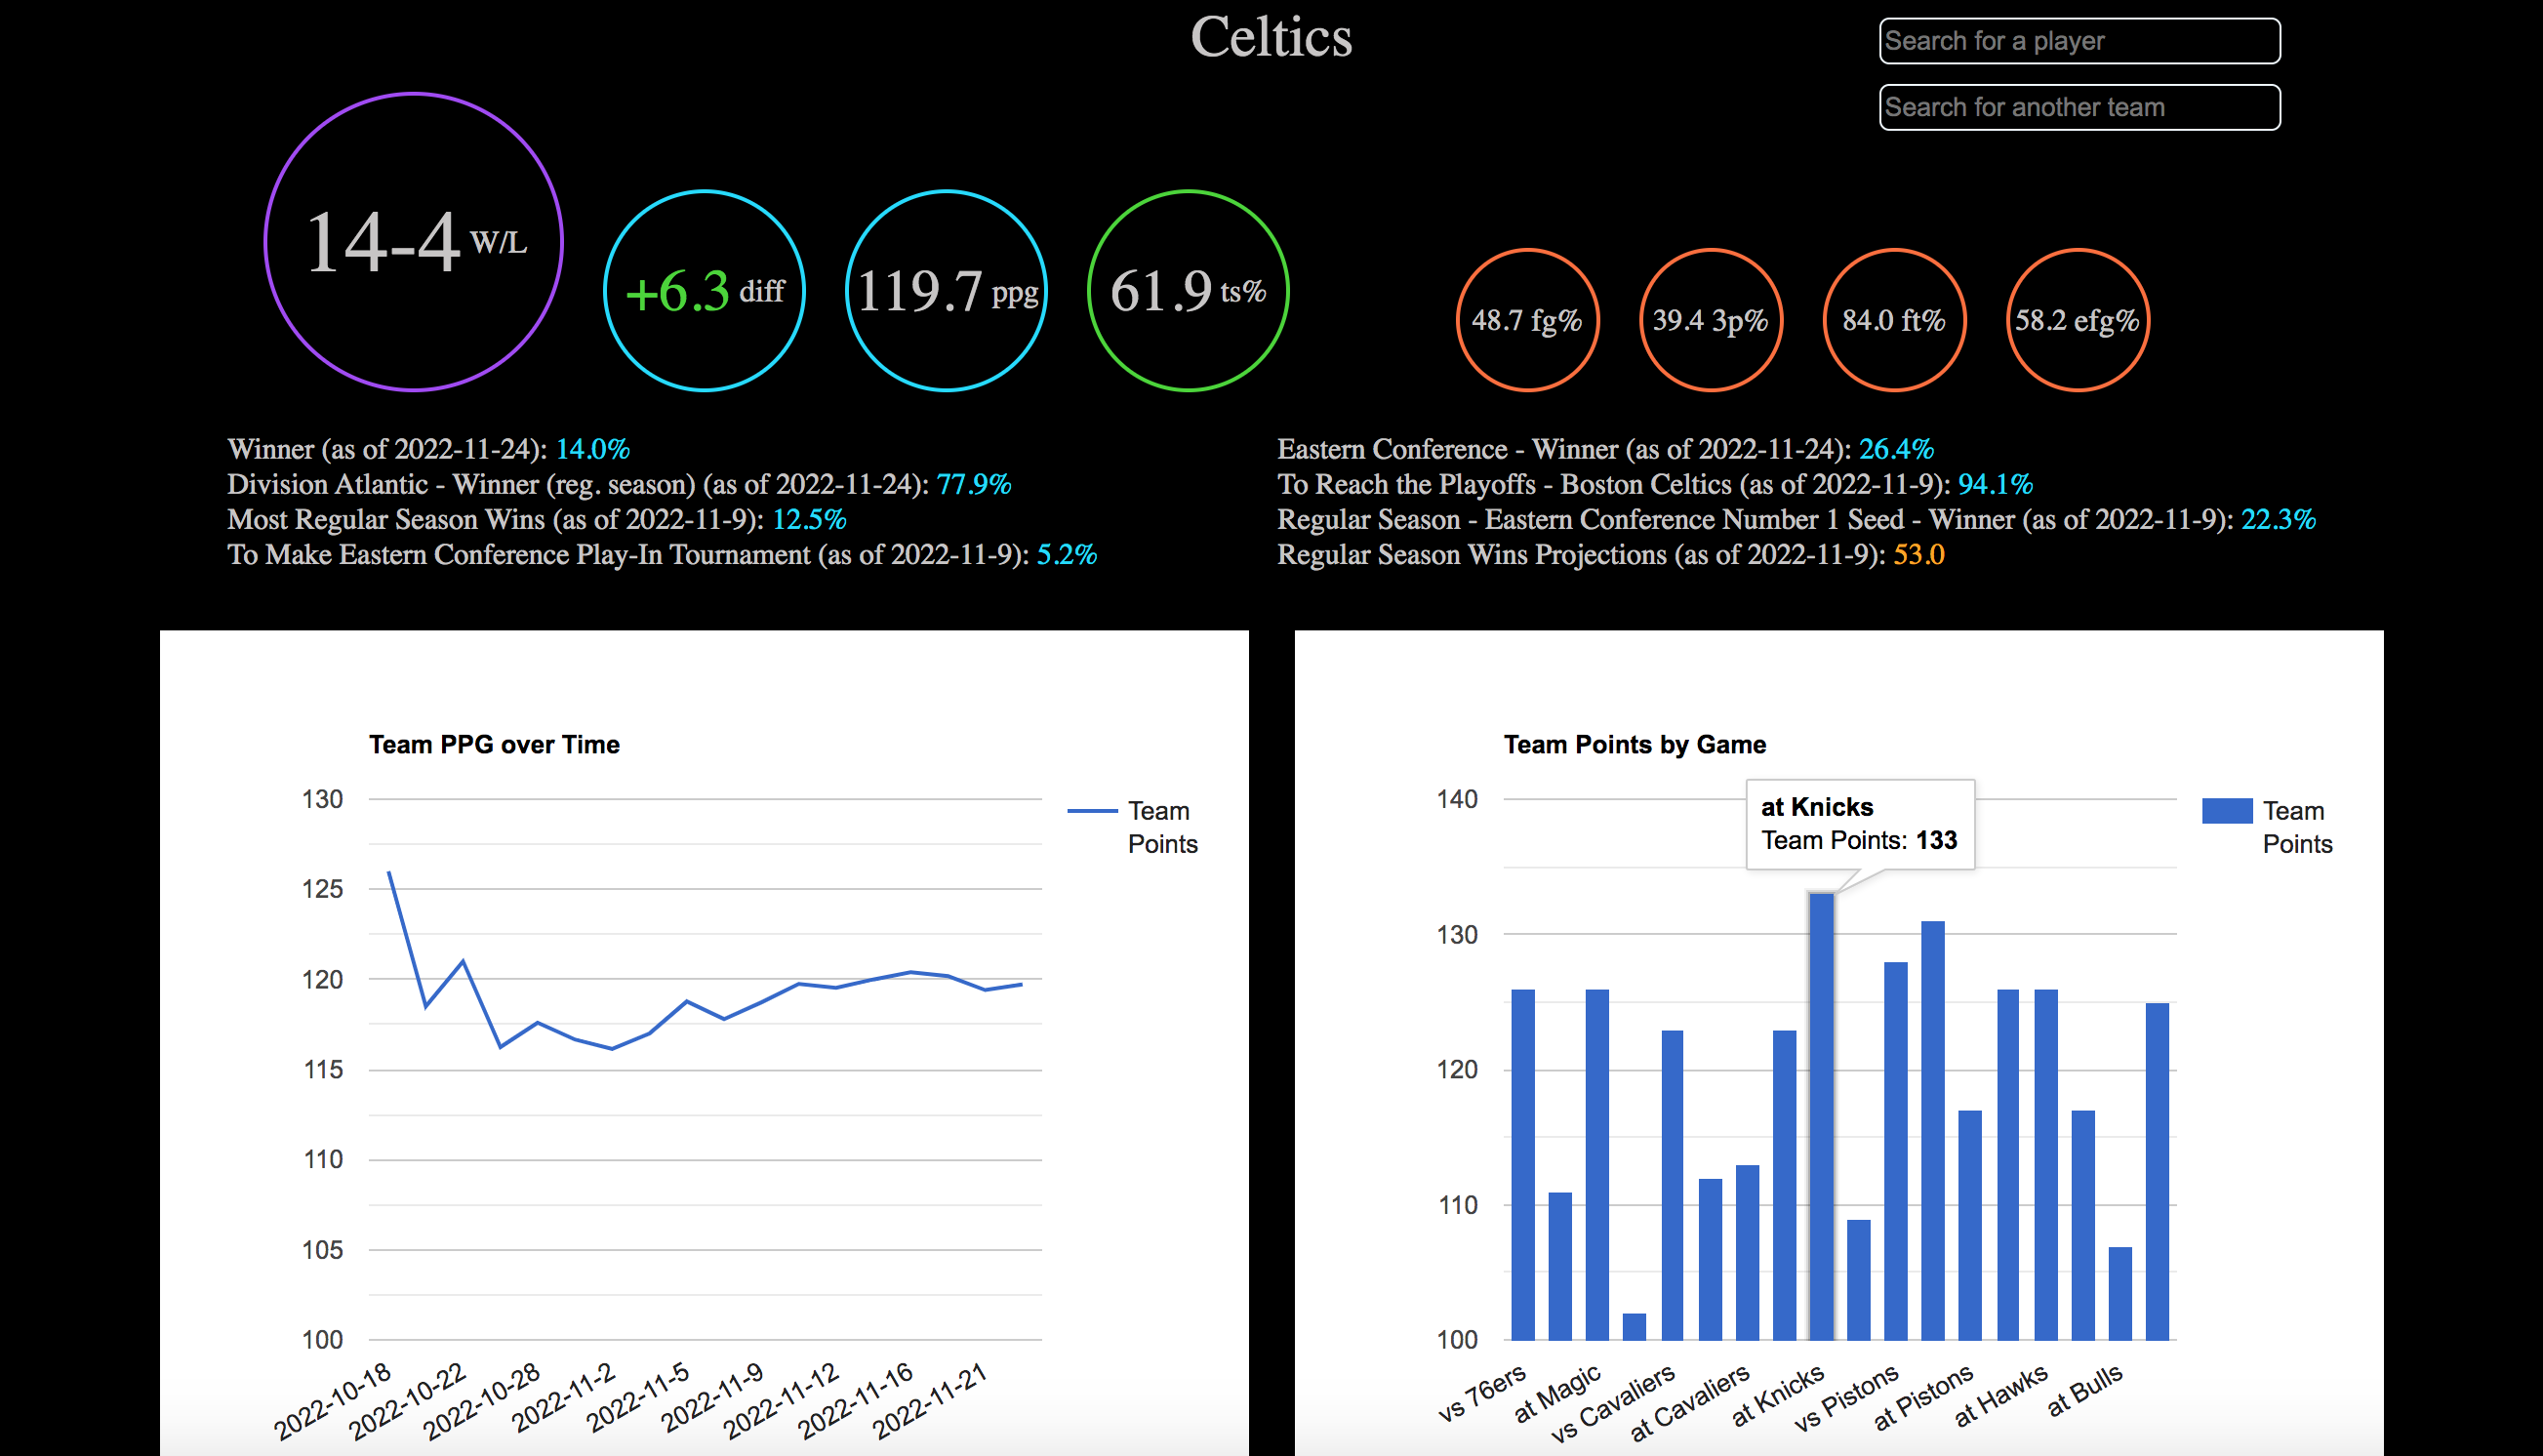 Celtics
Search for a player
Search for another team
14-4 W/L
+6.3 diff
119.7 ppg
61.9 ts%
48.7 fg%
39.4 3p%
84.0 ft%
58.2 efg%
Winner (as of 2022-11-24): 14.0%
Division Atlantic - Winner (reg. season) (as of 2022-11-24): 77.9%
Most Regular Season Wins (as of 2022-11-9): 12.5%
To Make Eastern Conference Play-In Tournament (as of 2022-11-9): 5.2%
Eastern Conference - Winner (as of 2022-11-24): 26.4%
To Reach the Playoffs - Boston Celtics (as of 2022-11-9): 94.1%
Regular Season - Eastern Conference Number 1 Seed - Winner (as of 2022-11-9): 22.3%
Regular Season Wins Projections (as of 2022-11-9): 53.0
Team PPG over Time
130
125
120
115
110
105
100
Team
Points
2022-10-18
2022-10-22
2022-10-28
2022-11-2
2022-11-5
2022-11-9
2022-11-12
2022-11-16
2022-11-21
Team Points by Game
at Knicks
Team Points: 133
140
130
120
110
100
Team
Points
vs 76ers
at Magic
vs Cavaliers
at Cavaliers
at Knicks
vs Pistons
at Pistons
at Hawks
at Bulls